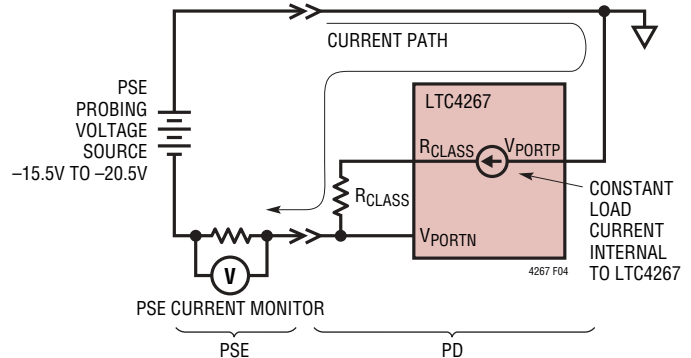 CURRENT PATH
PSE
PROBING
VOLTAGE
SOURCE
–15.5V TO –20.5V
LTC4267
RCLASS
VPORTP
RCLASS
VPORTN
CONSTANT
LOAD
CURRENT
INTERNAL
TO LTC4267
4267 F04
V
PSE CURRENT MONITOR
PSE
PD